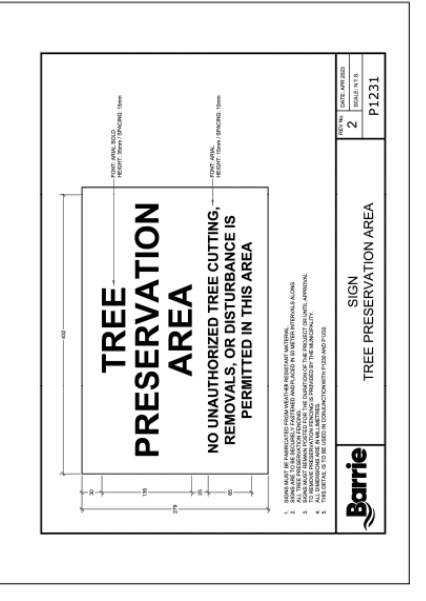 FONT: ARIAL BOLD
HEIGHT: 35mm / SPACING: 15mm
FONT: ARIAL
HEIGHT: 15mm / SPACING: 10mm
432
TREE
PRESERVATION
AREA
NO UNAUTHORIZED TREE CUTTING,
REMOVALS, OR DISTURBANCE IS
PERMITTED IN THIS AREA
30
135
25
65
279
1. SIGNS MUST BE FABRICATED FROM WEATHER RESISTANT MATERIAL.
2. SIGNS ARE TO BE SECURELY FASTENED AND PLACED IN 50 METER INTERVALS ALONG
ALL TREE PRESERVATION FENCING.
3. SIGNS MUST REMAIN POSTED FOR THE DURATION OF THE PROJECT OR UNTIL APPROVAL
TO REMOVE PRESERVATION FENCING IS PROVIDED BY THE MUNICIPALITY.
4. ALL DIMENSIONS ARE IN MILLIMETRES.
5. THIS DETAIL IS TO BE USED IN CONJUNCTION WITH P1230 AND P1232.
Barrie
SIGN
TREE PRESERVATION AREA
REV No.
2
DATE: APR 2023
SCALE: N.T.S.
P1231